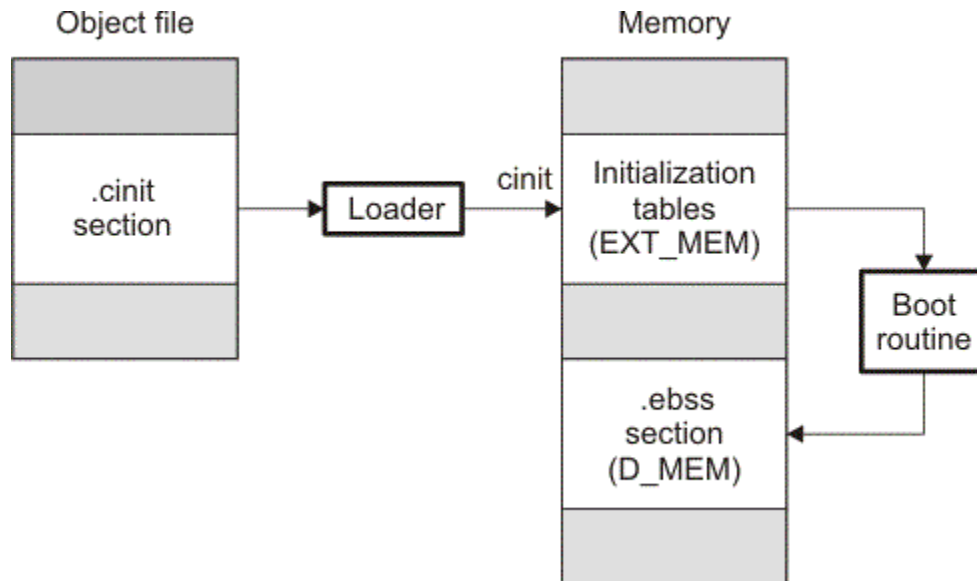 Object file
Memory
.cinit
section
Loader
cinit
Initialization
tables
(EXT_MEM)
Boot
routine
.ebss
section
(D_MEM)